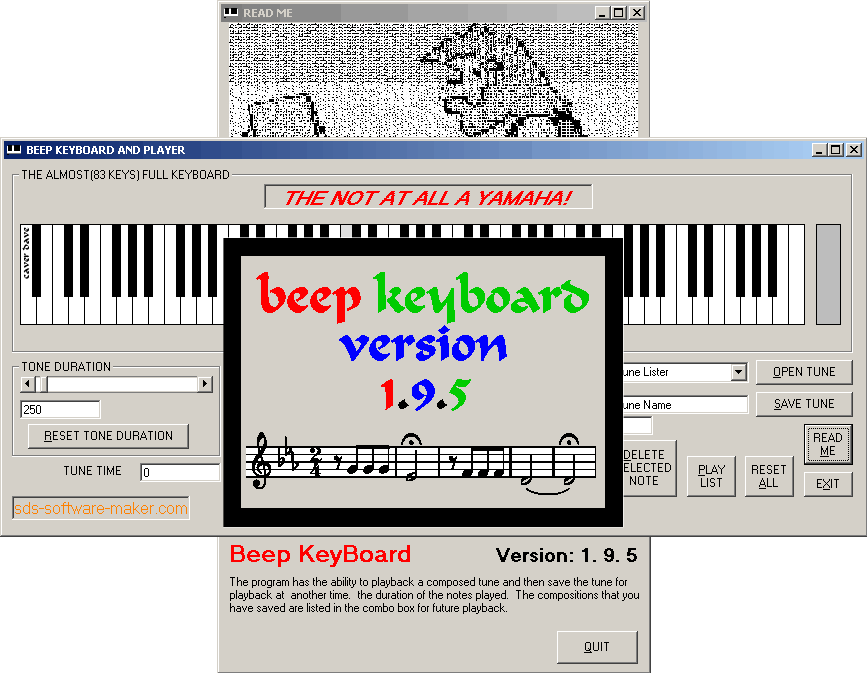 READ ME
BEEP KEYBOARD AND PLAYER
THE ALMOST(83 KEYS) FULL KEYBOARD
THE NOT AT ALL A YAMAHA!
caver dave
beep keyboard
version
1.9.5
2
4
TONE DURATION
250
RESET TONE DURATION
TUNE TIME
0
sds-software-maker.com
Lister
OPEN TUNE
Name
SAVE TUNE
DELETE
NOTE
PLAY
LIST
RESET
ALL
READ
ME
EXIT
Beep KeyBoard
Version: 1. 9. 5
The program has the ability to playback a composed tune and then save the tune for
playback at another time. the duration of the notes played. The compositions that you
have saved are listed in the combo box for future playback.
QUIT